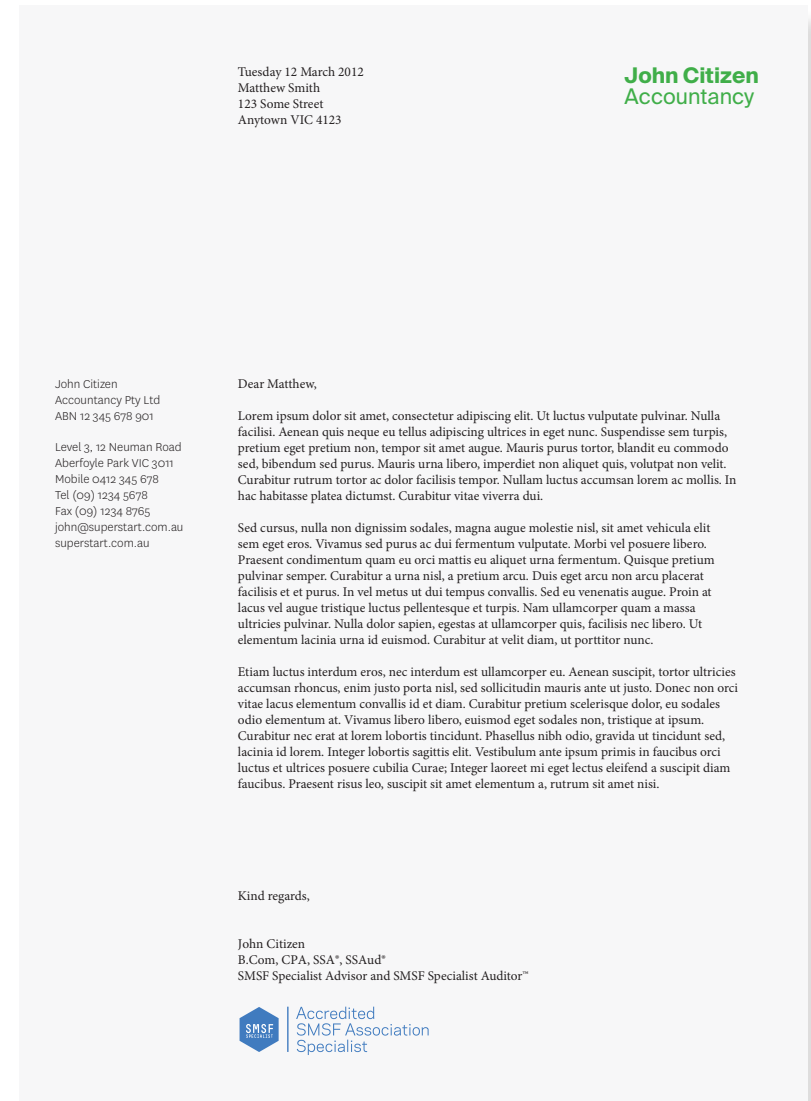 Tuesday 12 March 2012
Matthew Smith
123 Some Street
Anytown VIC 4123
John Citizen
Accountancy
John Citizen
Accountancy Pty Ltd
ABN 12 345 678 901
Level 3, 12 Neuman Road
Aberfoyle Park VIC 3011
Mobile 0412 345 678
Tel (09) 1234 5678
Fax (09) 1234 8765
john@superstart.com.au
superstart.com.au
Dear Matthew,
Lorem ipsum dolor sit amet, consectetur adipiscing elit. Ut luctus vulputate pulvinar. Nulla
facilisi. Aenean quis neque eu tellus adipiscing ultrices in eget nunc. Suspendisse sem turpis,
pretium eget pretium non, tempor sit amet augue. Mauris purus tortor, blandit eu commodo
sed, bibendum sed purus. Mauris urna libero, imperdiet non aliquet quis, volutpat non velit.
Curabitur rutrum tortor ac dolor facilisis tempor. Nullam luctus accumsan lorem ac mollis. In
hac habitasse platea dictumst. Curabitur vitae viverra dui.
Sed cursus, nulla non dignissim sodales, magna augue molestie nisl, sit amet vehicula elit
sem eget eros. Vivamus sed purus ac dui fermentum vulputate. Morbi vel posuere libero.
Praesent condimentum quam eu orci mattis eu aliquet urna fermentum. Quisque pretium
pulvinar semper. Curabitur a urna nisl, a pretium arcu. Duis eget arcu non arcu placerat
facilisis et et purus. In vel metus ut dui tempus convallis. Sed eu venenatis augue. Proin at
lacus vel augue tristique luctus pellentesque et turpis. Nam ullamcorper quam a massa
ultricies pulvinar. Nulla dolor sapien, egestas at ullamcorper quis, facilisis nec libero. Ut
elementum lacinia urna id euismod. Curabitur at velit diam, ut porttitor nunc.
Etiam luctus interdum eros, nec interdum est ullamcorper eu. Aenean suscipit, tortor ultricies
accumsan rhoncus, enim justo porta nisl, sed sollicitudin mauris ante ut justo. Donec non orci
vitae lacus elementum convallis id et diam. Curabitur pretium scelerisque dolor, eu sodales
odio elementum at. Vivamus libero libero, euismod eget sodales non, tristique at ipsum.
Curabitur nec erat at lorem lobortis tincidunt. Phasellus nibh odio, gravida ut tincidunt sed,
lacinia id lorem. Integer lobortis sagittis elit. Vestibulum ante ipsum primis in faucibus orci
luctus et ultrices posuere cubilia Curae; Integer laoreet mi eget lectus eleifend a suscipit diam
faucibus. Praesent risus leo, suscipit sit amet elementum a, rutrum sit amet nisi.
Kind regards,
John Citizen
B.Com, CPA, SSA®, SSAud®
SMSF Specialist Advisor and SMSF Specialist Auditor™
SMSF
SPECIALIST
Accredited
SMSF Association
Specialist